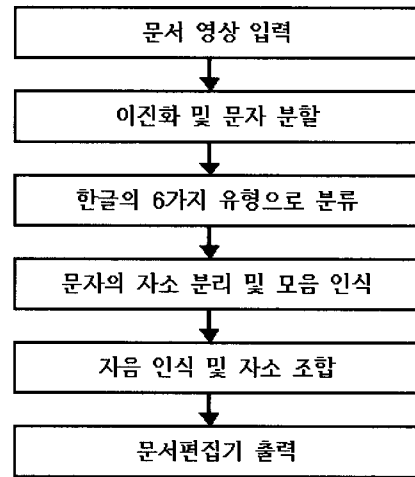 문서 영상 입력
이진화 및 문자 분할
한글의 6가지 유형으로 분류
문자의 자소 분리 및 모음 인식
자음 인식 및 자소 조합
문서편집기 출력